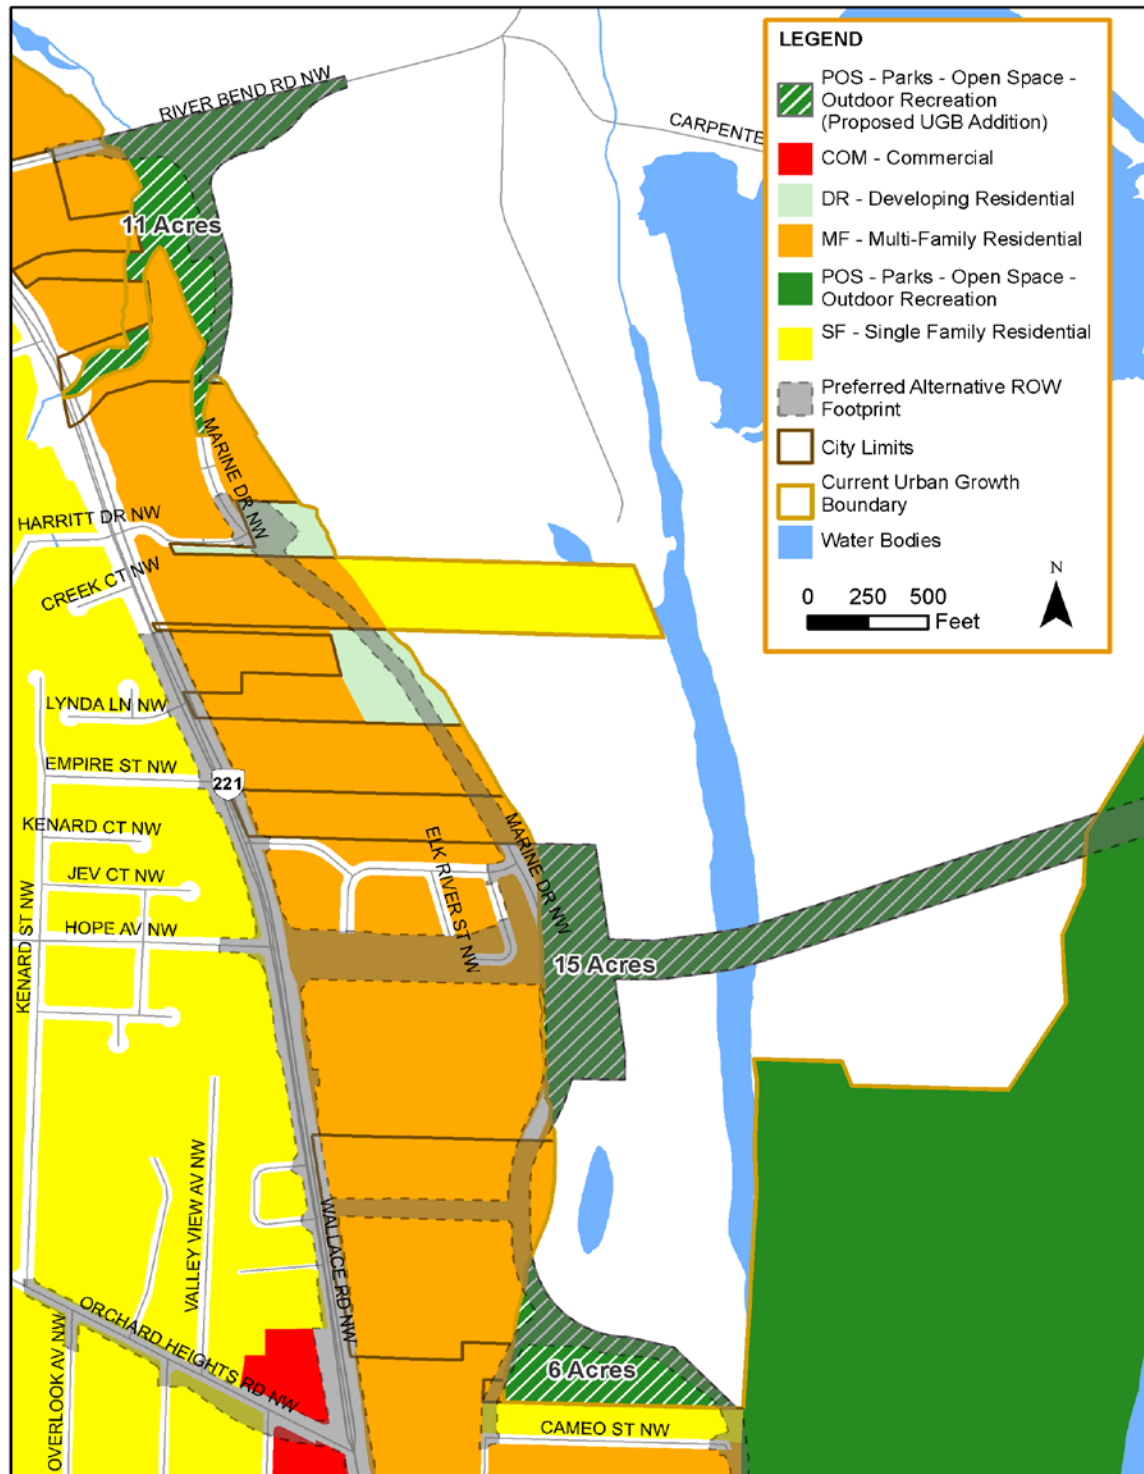 LEGEND
POS - Parks - Open Space -
Outdoor Recreation
(Proposed UGB Addition)
COM - Commercial
DR - Developing Residential
MF - Multi-Family Residential
POS - Parks - Open Space -
Outdoor Recreation
SF - Single Family Residential
Preferred Alternative ROW
Footprint
City Limits
Current Urban Growth
Boundary
Water Bodies
N
0 250 500
Feet
RIVER BEND RD NW
CARPENTE
11 Acres
MARINE DR NW
HARRITT DR NW
CREEK CT NW
LYNDA LN NW
EMPIRE ST NW
221
KENARD CT NW
ELK RIVER ST NW
MARINE DR NW
JEV CT NW
HOPE AV NW
KENARD ST NW
15 Acres
VALLEY VIEW AV NW
WALLACE RD NW
ORCHARD HEIGHTS RD NW
OVERLOOK AV NW
6 Acres
CAMEO ST NW